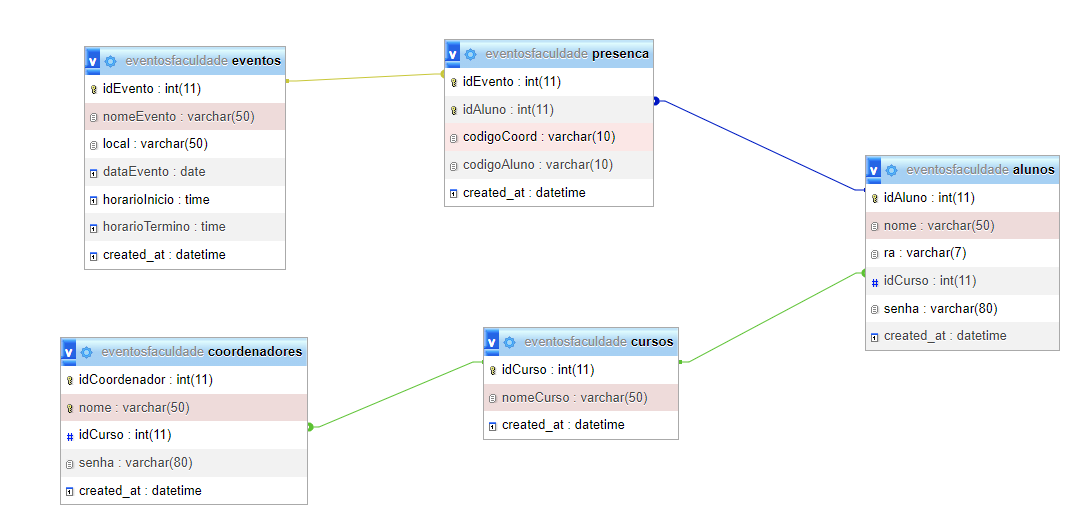 v eventosfaculdade eventos
idEvento : int(11)
nomeEvento : varchar(50)
local : varchar(50)
dataEvento : date
horarioInicio : time
horarioTermino : time
created_at : datetime
v eventosfaculdade presenca
idEvento : int(11)
idAluno : int(11)
codigoCoord : varchar(10)
codigoAluno : varchar(10)
created_at : datetime
v eventosfaculdade alunos
idAluno : int(11)
nome : varchar(50)
ra : varchar(7)
# idCurso : int(11)
senha : varchar(80)
created_at : datetime
v eventosfaculdade coordenadores
idCoordenador : int(11)
nome : varchar(50)
# idCurso : int(11)
senha : varchar(80)
created_at : datetime
v eventosfaculdade cursos
idCurso : int(11)
nomeCurso : varchar(50)
created_at : datetime